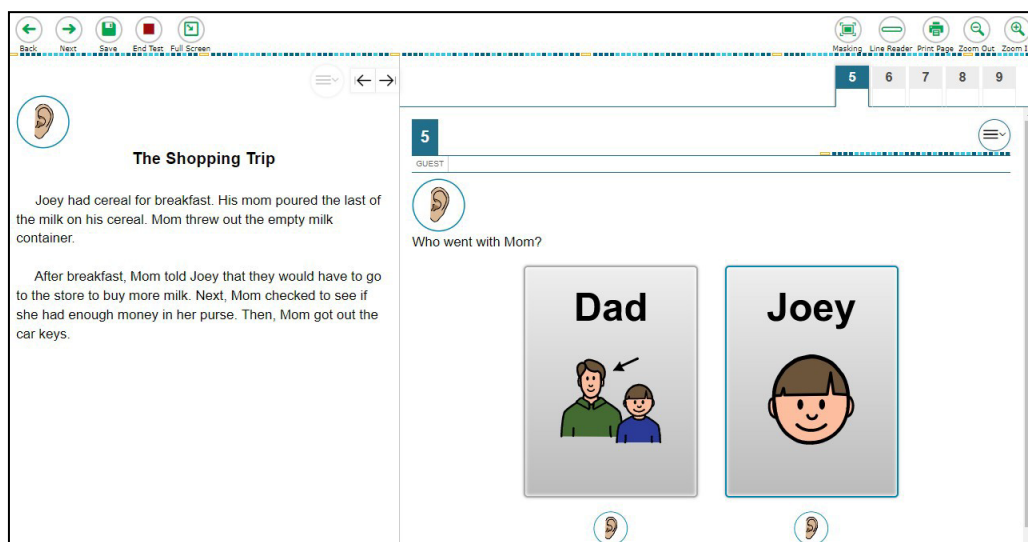 Back Next Save End Test Full Screen Masking Line Reader Print Page Zoom Out Zoom I
5 6 7 8 9
The Shopping Trip
Joey had cereal for breakfast. His mom poured the last of
the milk on his cereal. Mom threw out the empty milk
container.
After breakfast, Mom told Joey that they would have to go
to the store to buy more milk. Next, Mom checked to see if
she had enough money in her purse. Then, Mom got out the
car keys.
5
GUEST
Who went with Mom?
Dad Joey